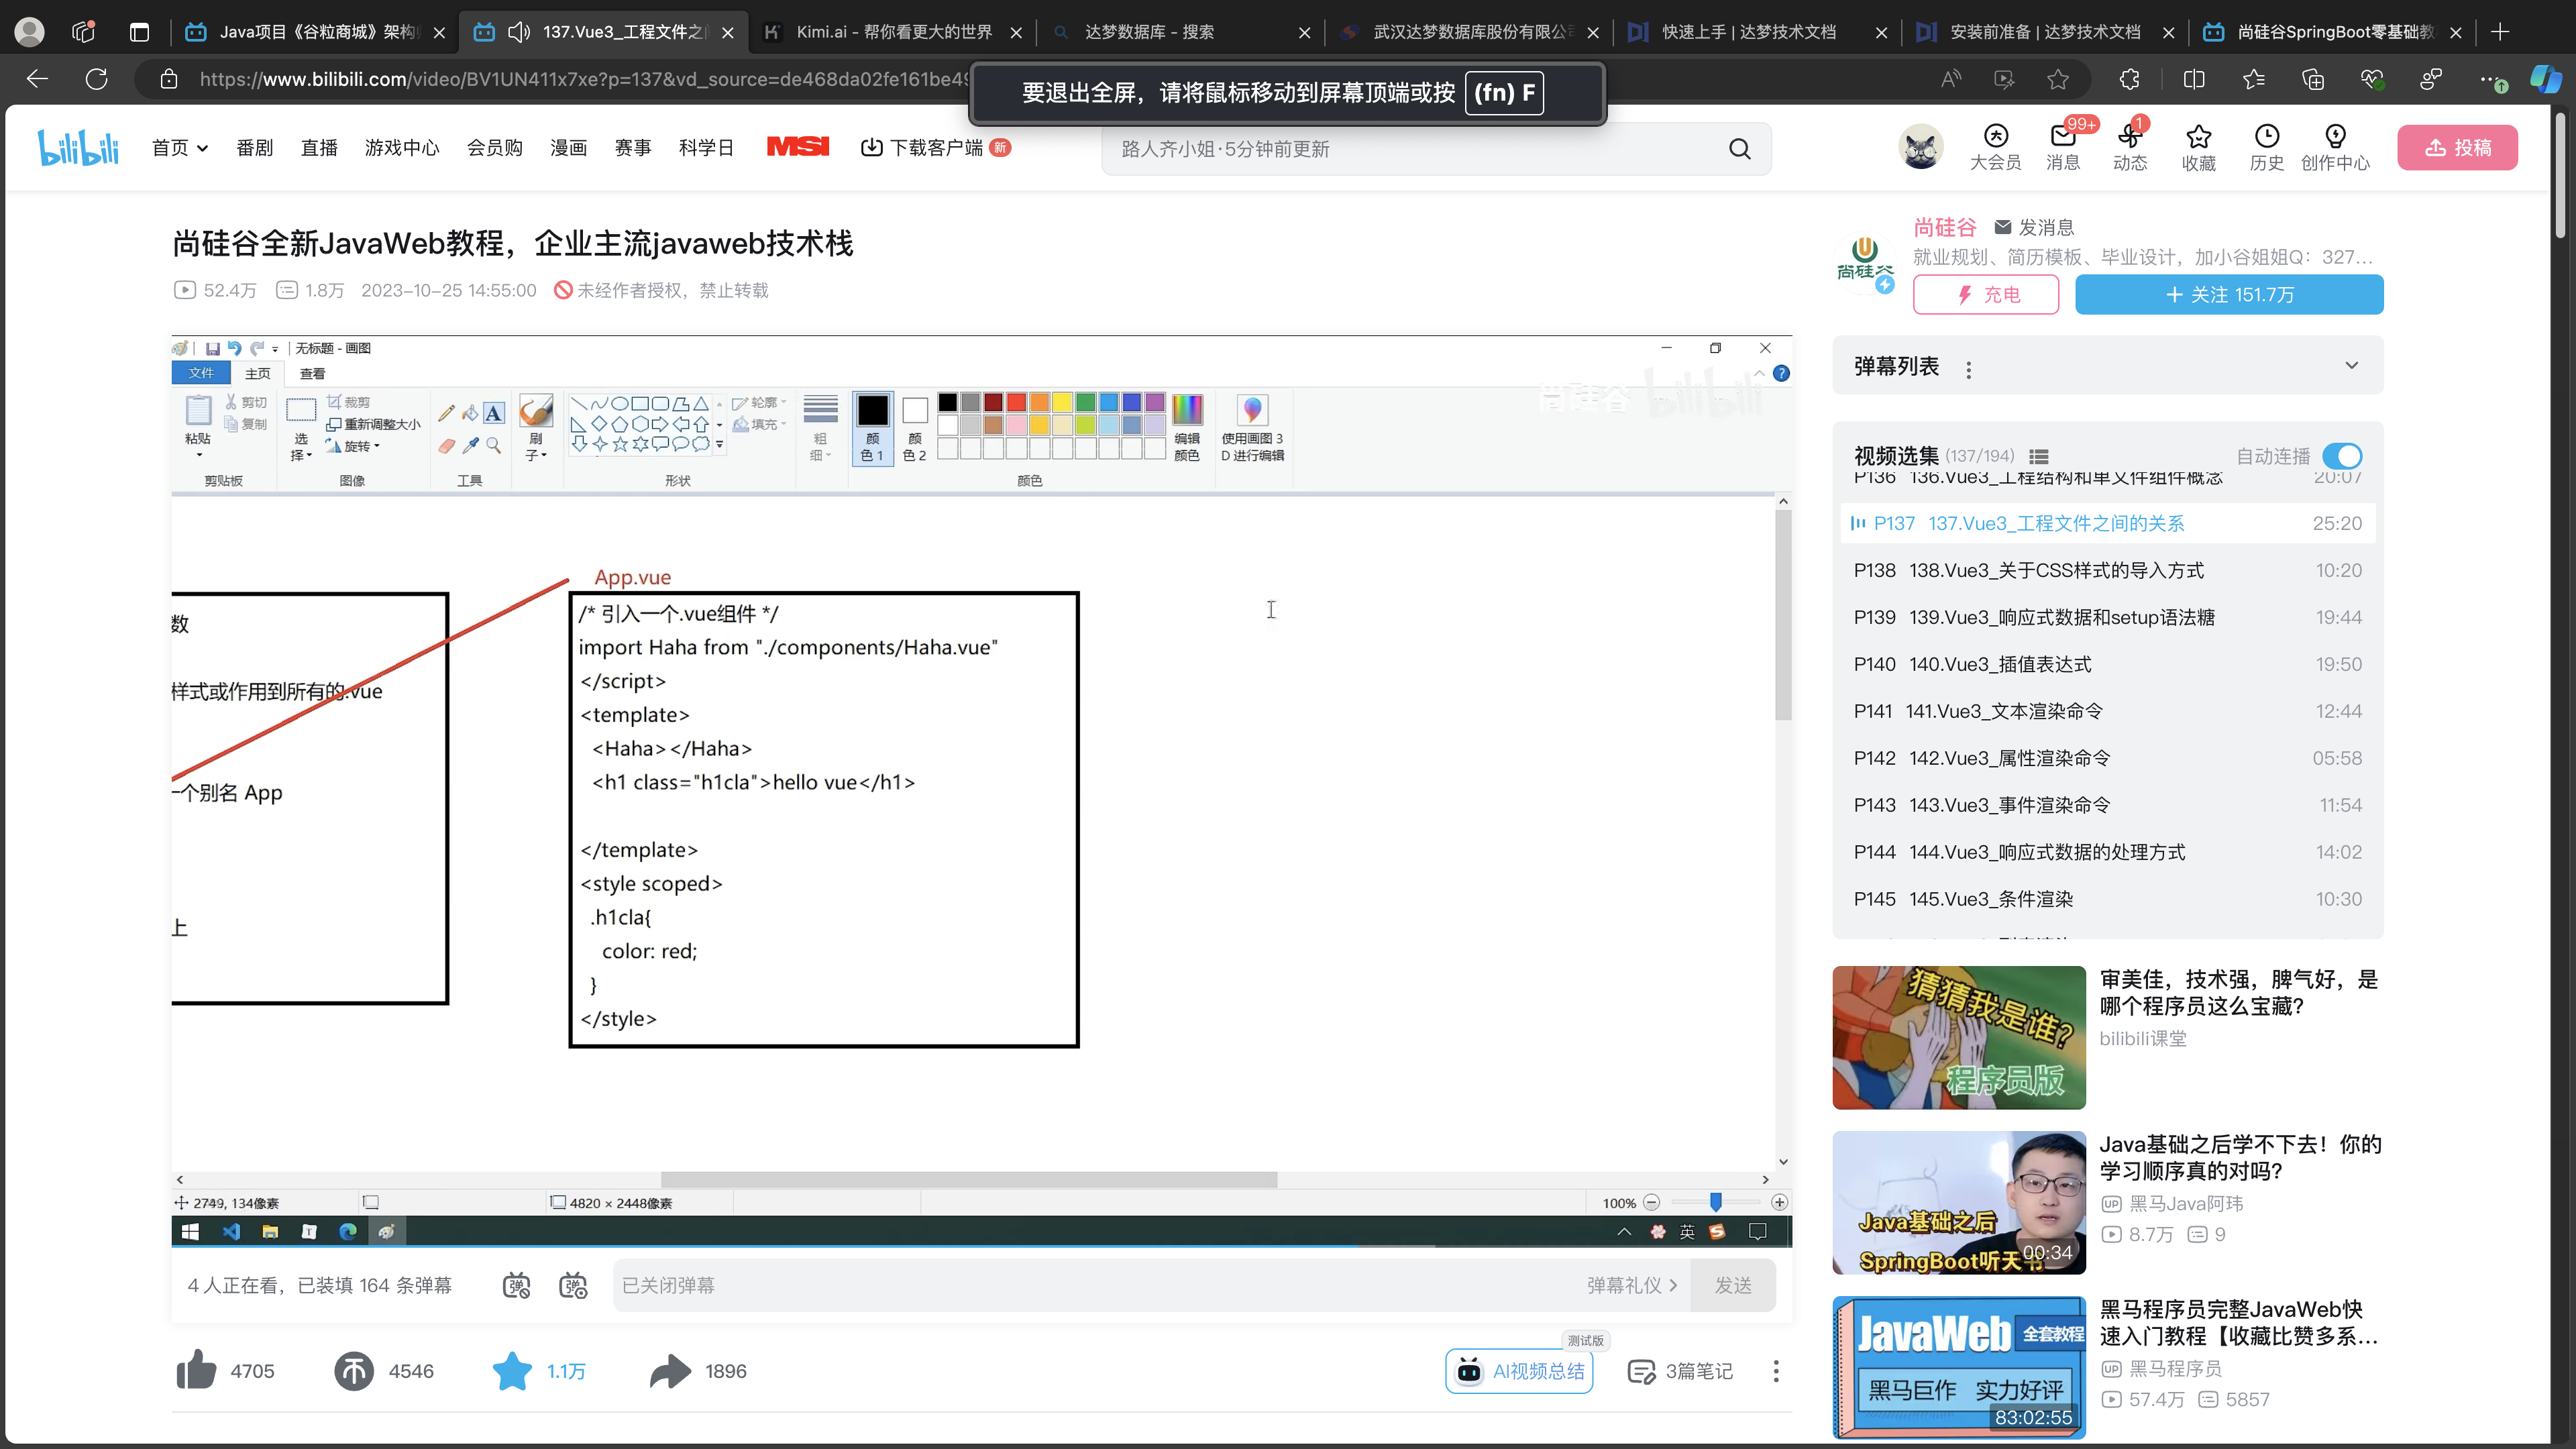 Java项目《谷粒商城》架构
137.Vue3_工程文件之
Kimi.ai - 帮你看更大的世界
达梦数据库 - 搜索
武汉达梦数据库股份有限公
快速上手 | 达梦技术文档
安装前准备 | 达梦技术文档
尚硅谷SpringBoot零基础教
https://www.bilibili.com/video/BV1UN411x7xe?p=137&vd_source=de468da02fe161be49
要退出全屏，请将鼠标移动到屏幕顶端或按 (fn) F
bilibili
首页 番剧 直播 游戏中心 会员购 漫画 赛事 科学日 MSI 下载客户端 新
路人齐小姐·5分钟前更新
大会员 消息 99+ 动态 1 收藏 历史 创作中心 投稿
尚硅谷全新JavaWeb教程，企业主流javaweb技术栈
52.4万 1.8万 2023-10-25 14:55:00 未经作者授权，禁止转载
无标题 - 画图
文件 主页 查看
粘贴 剪切 复制
剪贴板
选择 裁剪 重新调整大小 旋转
图像
A
工具
刷子
轮廓 填充
形状
粗细
颜色 1 颜色 2
编辑颜色
颜色
使用画图 3D 进行编辑
尚硅谷 bilibili
数
样式或作用到所有的.vue
一个别名 App
上
App.vue
/* 引入一个.vue组件 */
import Haha from "./components/Haha.vue"
</script>
<template>
<Haha></Haha>
<h1 class="h1cla">hello vue</h1>
</template>
<style scoped>
.h1cla{
color: red;
}
</style>
2749, 134像素
4820 × 2448像素
100%
英
4 人正在看，已装填 164 条弹幕
已关闭弹幕
弹幕礼仪 >
发送
4705 4546 1.1万 1896
测试版
AI视频总结
3篇笔记
尚硅谷
尚硅谷 发消息
就业规划、简历模板、毕业设计，加小谷姐姐Q：327...
充电
+ 关注 151.7万
弹幕列表
视频选集 (137/194) 自动连播
P136 136.Vue3_工程结构和单文件组件概念 20:07
P137 137.Vue3_工程文件之间的关系 25:20
P138 138.Vue3_关于CSS样式的导入方式 10:20
P139 139.Vue3_响应式数据和setup语法糖 19:44
P140 140.Vue3_插值表达式 19:50
P141 141.Vue3_文本渲染命令 12:44
P142 142.Vue3_属性渲染命令 05:58
P143 143.Vue3_事件渲染命令 11:54
P144 144.Vue3_响应式数据的处理方式 14:02
P145 145.Vue3_条件渲染 10:30
猜猜我是谁？
程序员版
审美佳，技术强，脾气好，是
哪个程序员这么宝藏？
bilibili课堂
Java基础之后
SpringBoot听天书
00:34
Java基础之后学不下去！你的
学习顺序真的对吗？
UP 黑马Java阿玮
8.7万 9
JavaWeb 全套教程
黑马巨作 实力好评
83:02:55
黑马程序员完整JavaWeb快
速入门教程【收藏比赞多系...
UP 黑马程序员
57.4万 5857